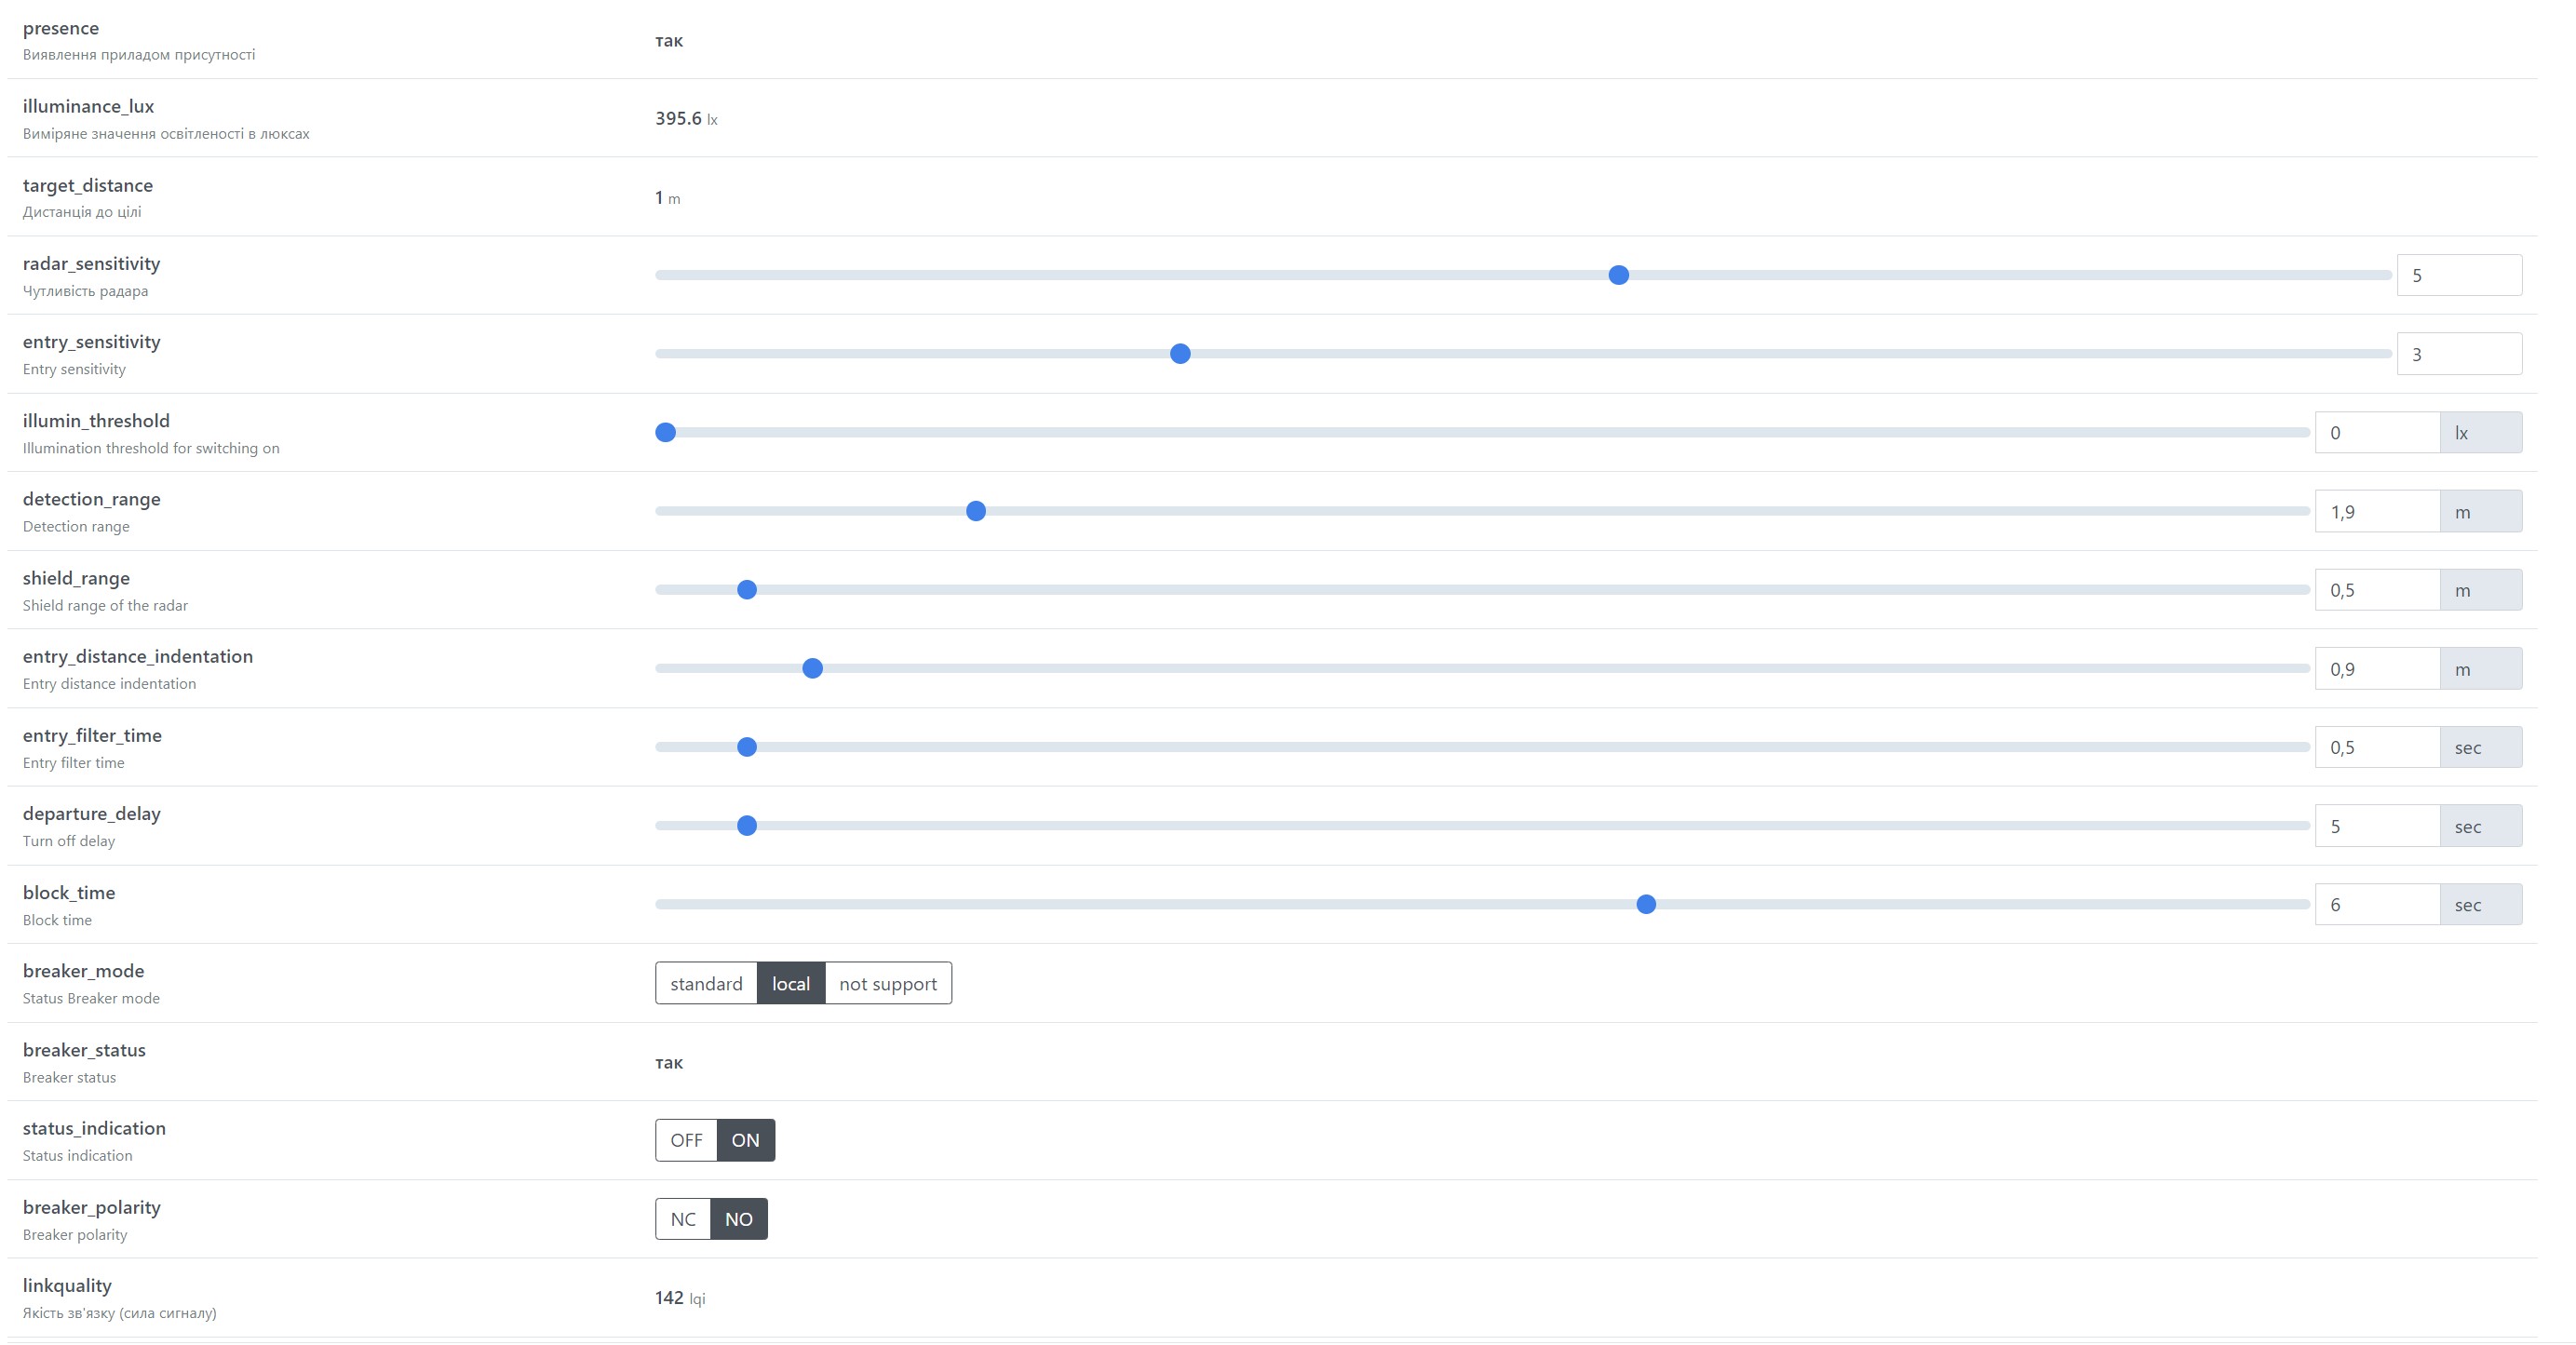 presence
Виявлення приладом присутності
так
illuminance_lux
Виміряне значення освітленості в люксах
395.6 lx
target_distance
Дистанція до цілі
1 m
radar_sensitivity
Чутливість радара
5
entry_sensitivity
Entry sensitivity
3
illumin_threshold
Illumination threshold for switching on
0 lx
detection_range
Detection range
1,9 m
shield_range
Shield range of the radar
0,5 m
entry_distance_indentation
Entry distance indentation
0,9 m
entry_filter_time
Entry filter time
0,5 sec
departure_delay
Turn off delay
5 sec
block_time
Block time
6 sec
breaker_mode
Status Breaker mode
standard local not support
breaker_status
Breaker status
так
status_indication
Status indication
OFF ON
breaker_polarity
Breaker polarity
NC NO
linkquality
Якість зв'язку (сила сигналу)
142 lqi